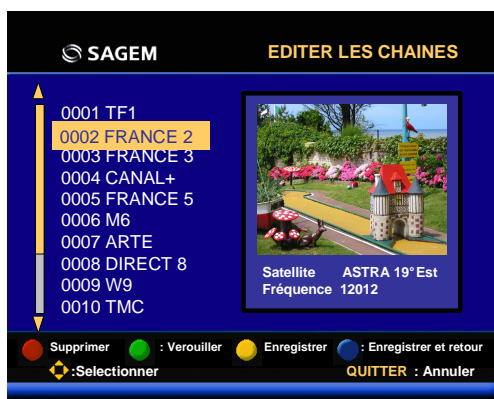 SAGEM
EDITER LES CHAINES
0001 TF1
0002 FRANCE 2
0003 FRANCE 3
0004 CANAL+
0005 FRANCE 5
0006 M6
0007 ARTE
0008 DIRECT 8
0009 W9
0010 TMC
Satellite ASTRA 19° Est
Fréquence 12012
Supprimer : Verouiller Enregistrer : Enregistrer et retour
:Selectionner QUITTER : Annuler